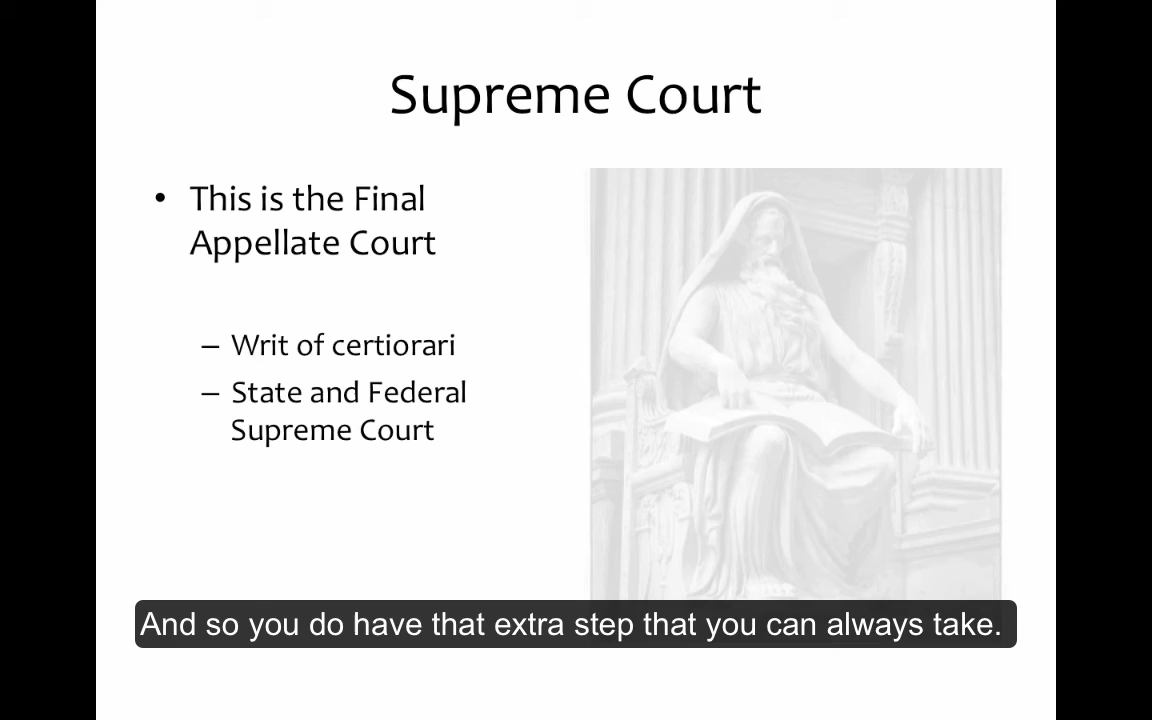 Supreme Court
• This is the Final
Appellate Court
– Writ of certiorari
– State and Federal
Supreme Court
And so you do have that extra step that you can always take.